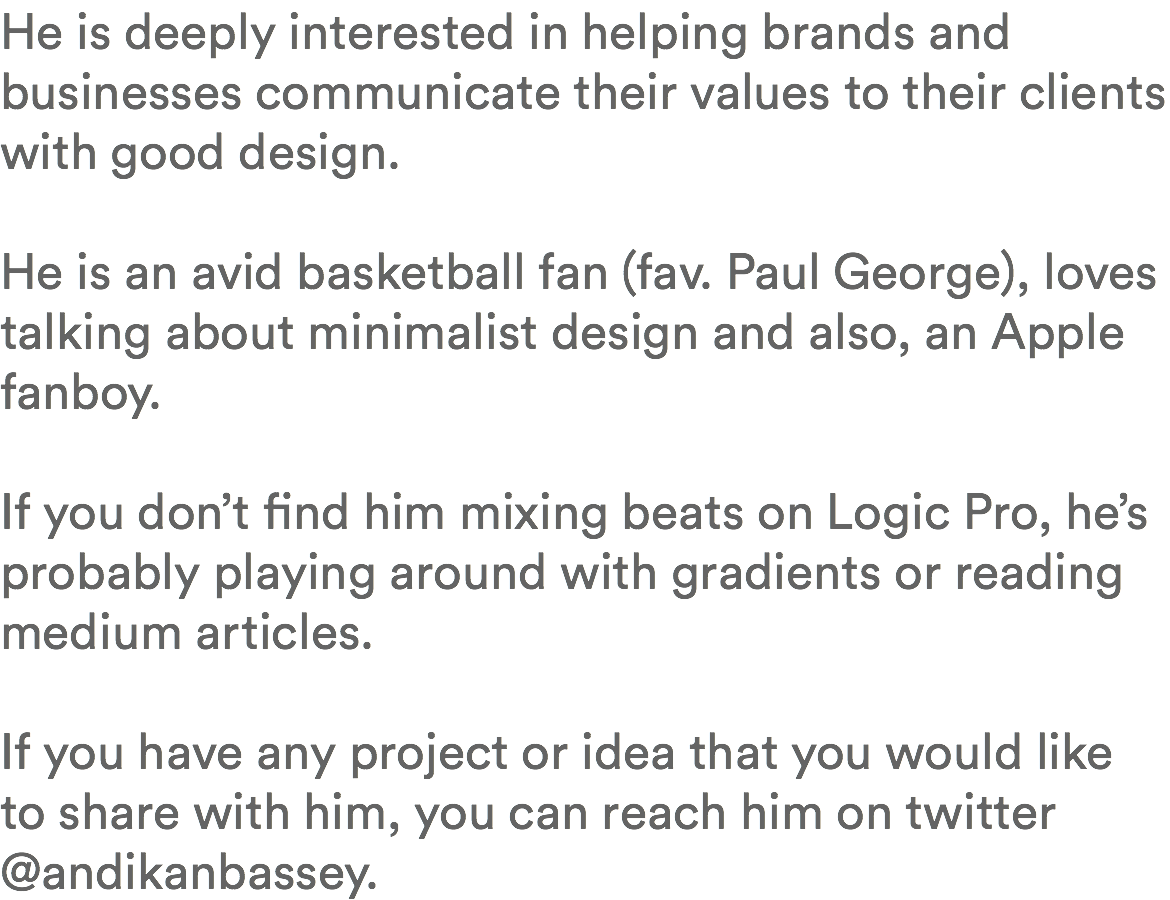 He is deeply interested in helping brands and
businesses communicate their values to their clients
with good design.
He is an avid basketball fan (fav. Paul George), loves
talking about minimalist design and also, an Apple
fanboy.
If you don’t find him mixing beats on Logic Pro, he’s
probably playing around with gradients or reading
medium articles.
If you have any project or idea that you would like
to share with him, you can reach him on twitter
@andikanbassey.